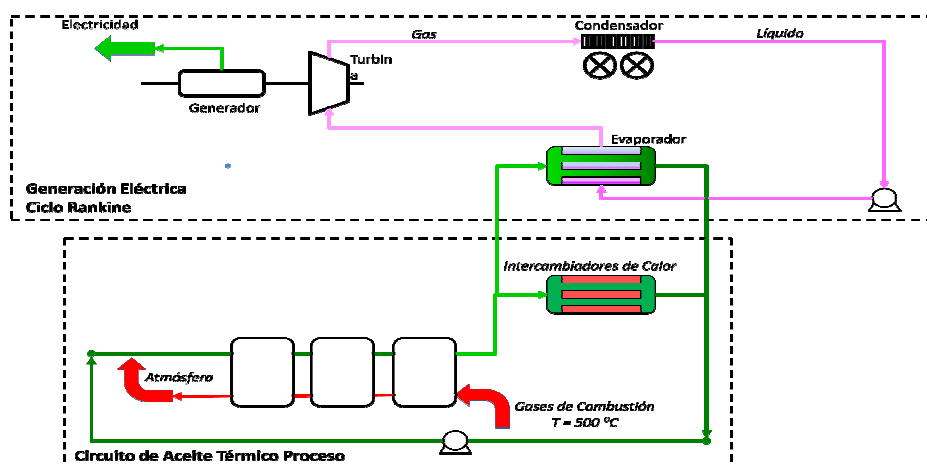 Electricidad
Condensador
Gas
Líquido
Turbin
a
Generador
Evaporador
Generación Eléctrica
Ciclo Rankine
Intercambiadores de Calor
Atmósfera
Gases de Combustión
T = 500 ºC
Circuito de Aceite Térmico Proceso